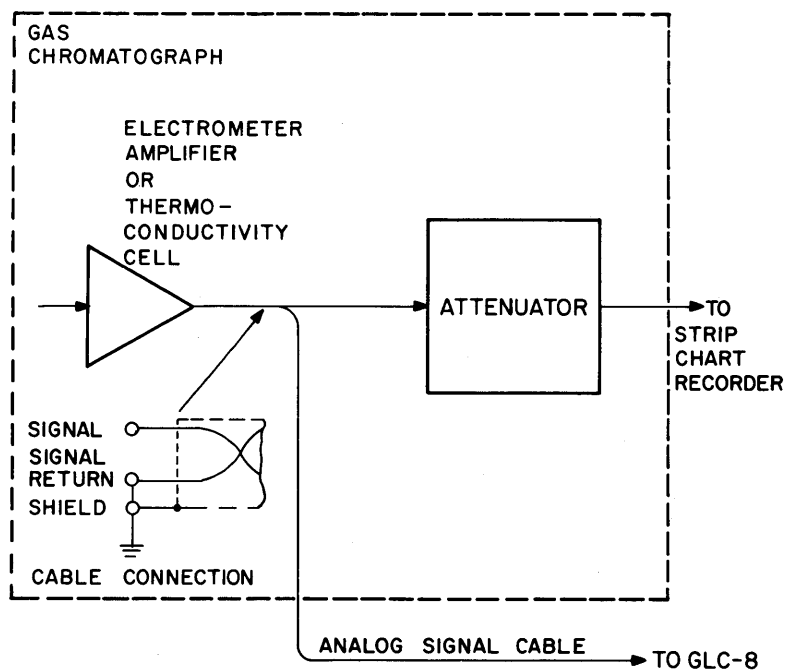 GAS
CHROMATOGRAPH
ELECTROMETER
AMPLIFIER
OR
THERMO-
CONDUCTIVITY
CELL
ATTENUATOR
TO
STRIP
CHART
RECORDER
SIGNAL
SIGNAL
RETURN
SHIELD
CABLE CONNECTION
ANALOG SIGNAL CABLE
TO GLC-8